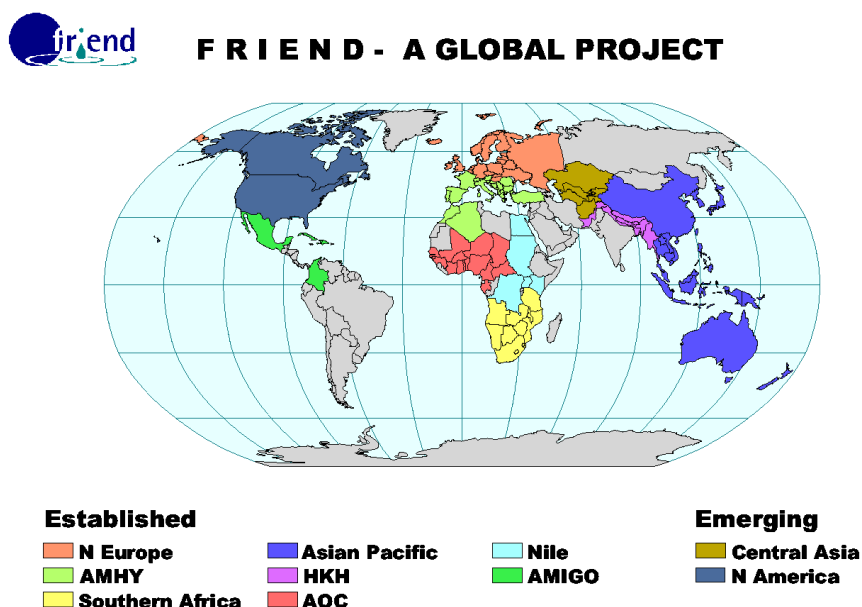 friend
F R I E N D - A GLOBAL PROJECT
Established
Emerging
N Europe
Asian Pacific
Nile
Central Asia
AMHY
HKH
AMIGO
N America
Southern Africa
AOC